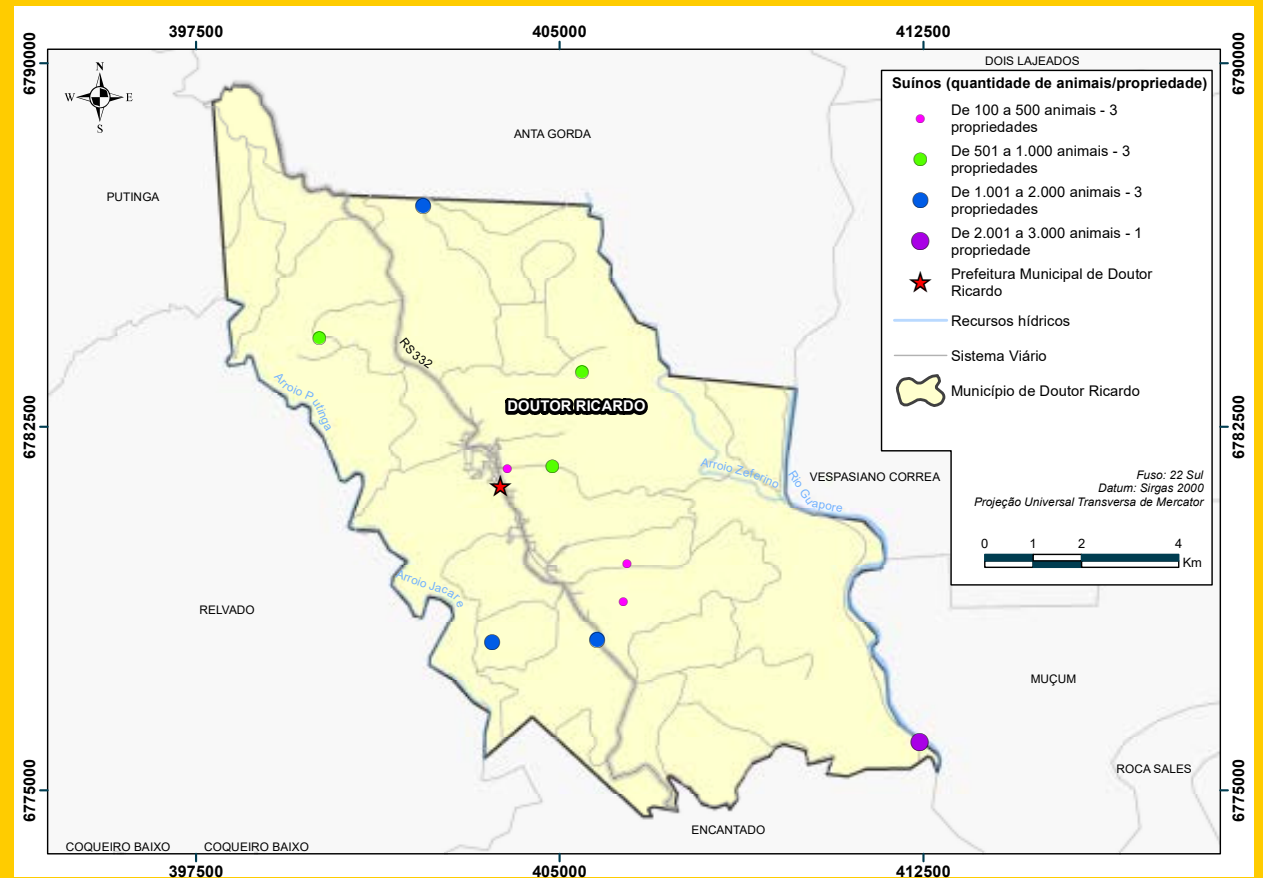 397500
405000
412500
6790000
6790000
DOIS LAJEADOS
N
W
E
S
Suínos (quantidade de animais/propriedade)
De 100 a 500 animais - 3
propriedades
De 501 a 1.000 animais - 3
propriedades
De 1.001 a 2.000 animais - 3
propriedades
De 2.001 a 3.000 animais - 1
propriedade
Prefeitura Municipal de Doutor
Ricardo
Recursos hídricos
Sistema Viário
Município de Doutor Ricardo
ANTA GORDA
PUTINGA
RS 332
Arroio Putinga
DOUTOR RICARDO
6782500
6782500
Arroio Zeferino
Rio Guapore
VESPASIANO CORREA
Fuso: 22 Sul
Datum: Sirgas 2000
Projeção Universal Transversa de Mercator
0 1 2 4
Km
Arroio Jacare
RELVADO
MUÇUM
ROCA SALES
6775000
6775000
ENCANTADO
COQUEIRO BAIXO
COQUEIRO BAIXO
397500
405000
412500